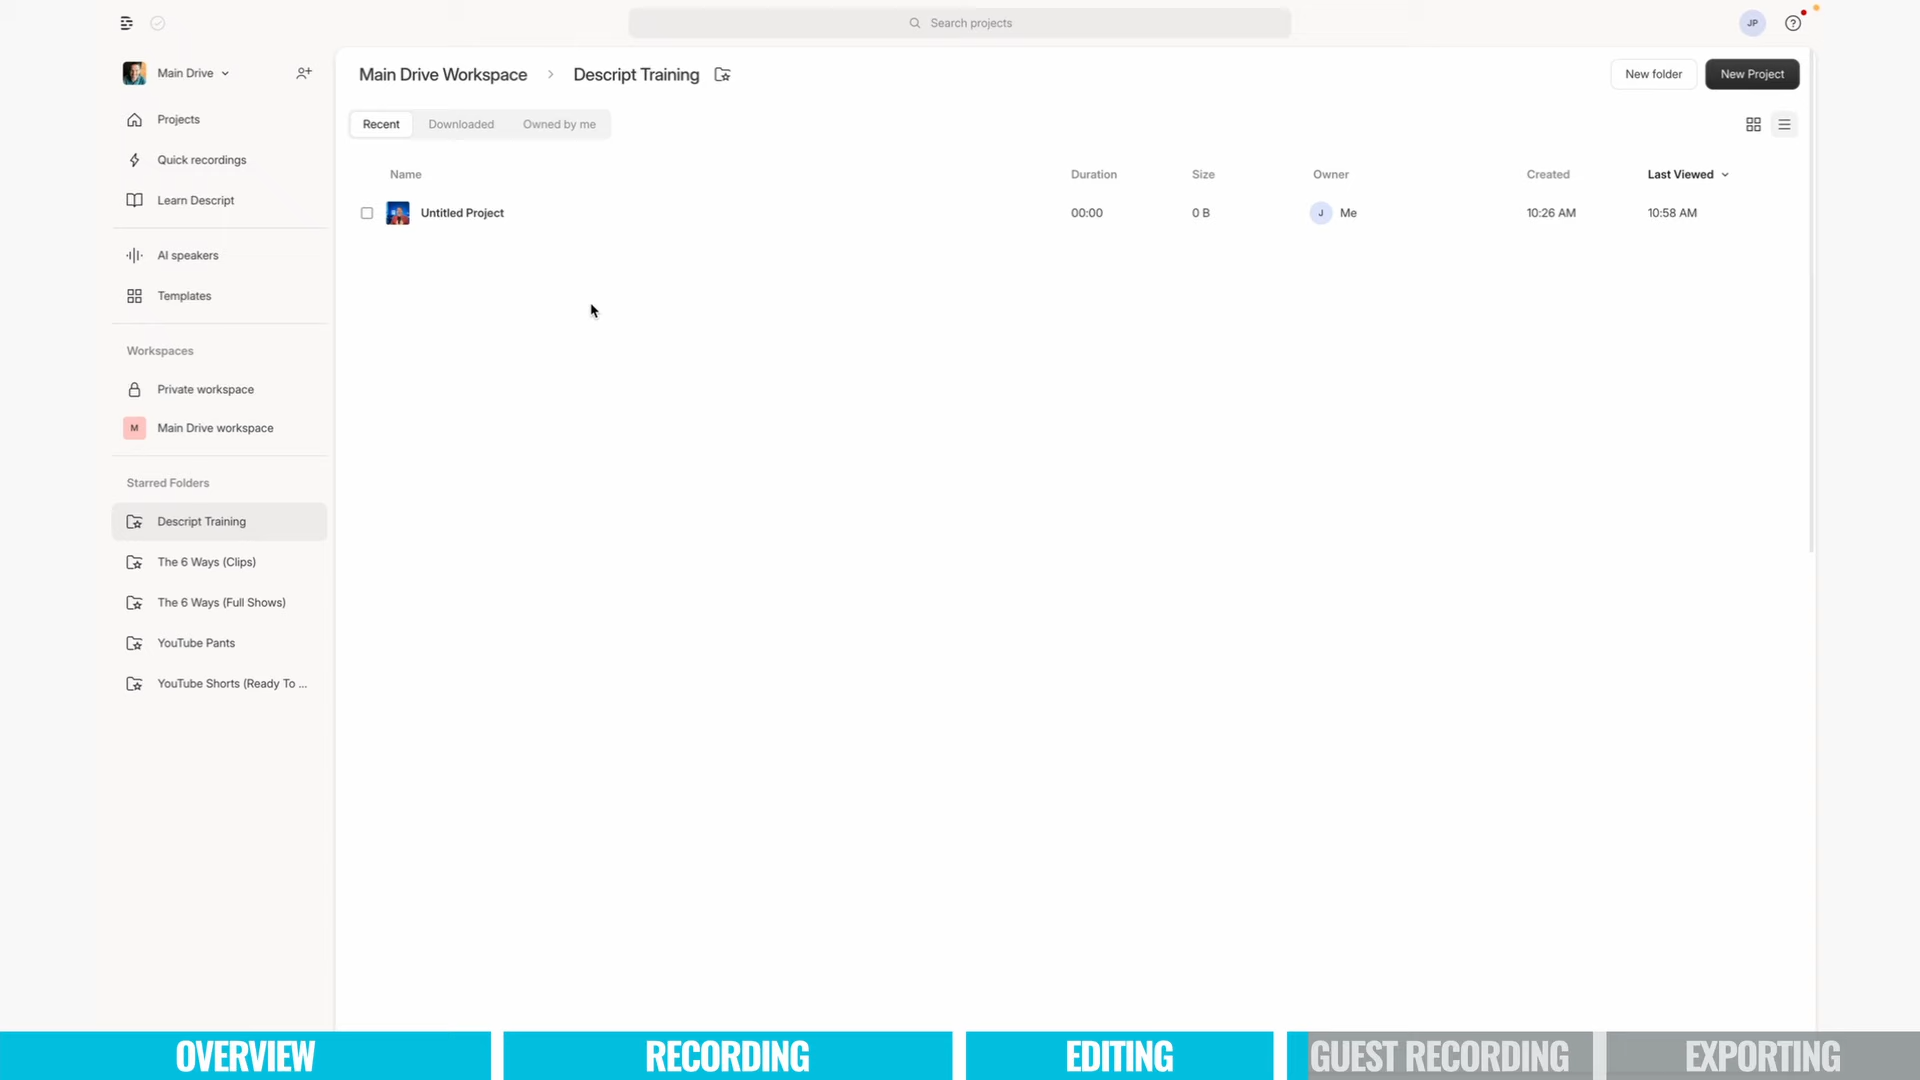 Search projects
JP
Main Drive
Main Drive Workspace
Descript Training
New folder
New Project
Projects
Quick recordings
Learn Descript
AI speakers
Templates
Workspaces
Private workspace
M
Main Drive workspace
Starred Folders
Descript Training
The 6 Ways (Clips)
The 6 Ways (Full Shows)
YouTube Pants
YouTube Shorts (Ready To ...
Recent
Downloaded
Owned by me
Name
Duration
Size
Owner
Created
Last Viewed
Untitled Project
00:00
0 B
J
Me
10:26 AM
10:58 AM
OVERVIEW
RECORDING
EDITING
GUEST RECORDING
EXPORTING